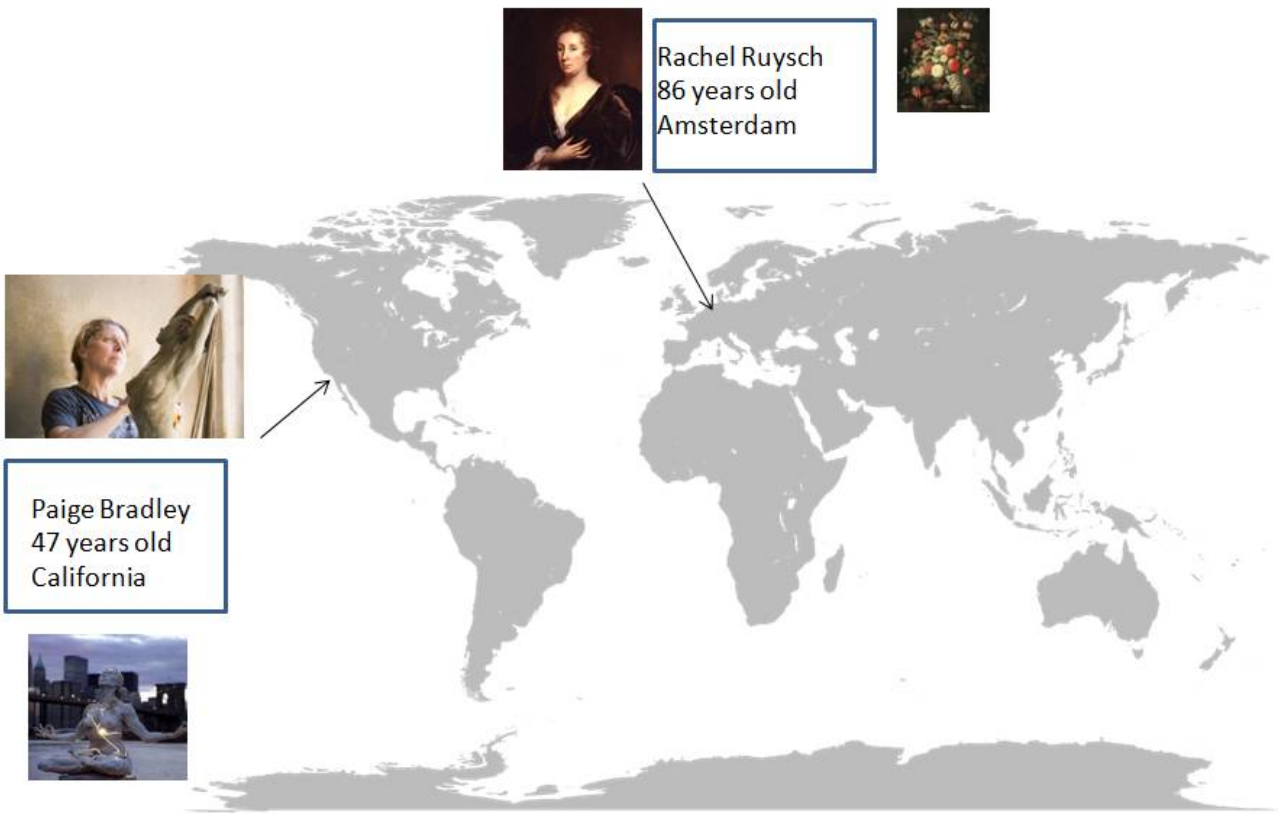 Rachel Ruysch
86 years old
Amsterdam
Paige Bradley
47 years old
California